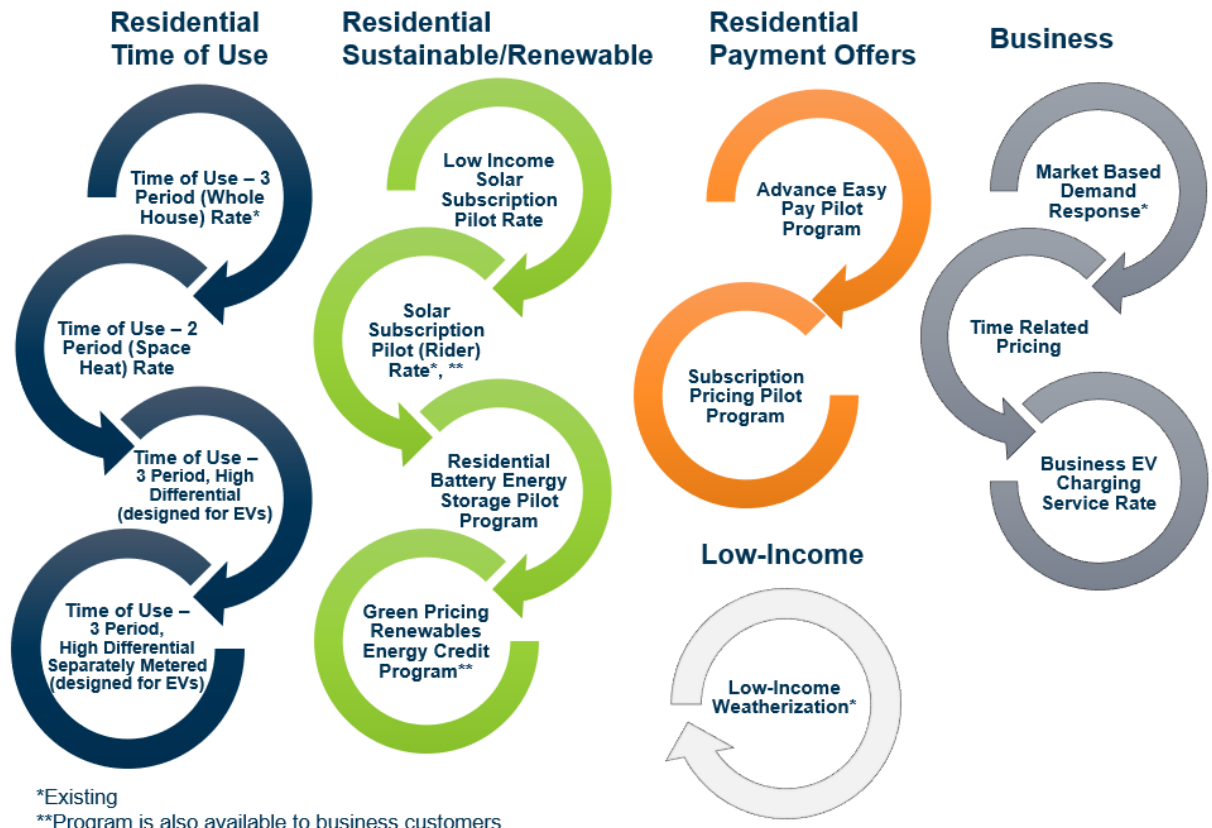 Residential
Time of Use
Time of Use – 3
Period (Whole
House) Rate*
Time of Use – 2
Period (Space
Heat) Rate
Time of Use –
3 Period, High
Differential
(designed for EVs)
Time of Use –
3 Period,
High Differential
Separately Metered
(designed for EVs)
Residential
Sustainable/Renewable
Low Income
Solar
Subscription
Pilot Rate
Solar
Subscription
Pilot (Rider)
Rate*, **
Residential
Battery Energy
Storage Pilot
Program
Green Pricing
Renewables
Energy Credit
Program**
Residential
Payment Offers
Advance Easy
Pay Pilot
Program
Subscription
Pricing Pilot
Program
Low-Income
Low-Income
Weatherization*
Business
Market Based
Demand
Response*
Time Related
Pricing
Business EV
Charging
Service Rate
*Existing
**Program is also available to business customers